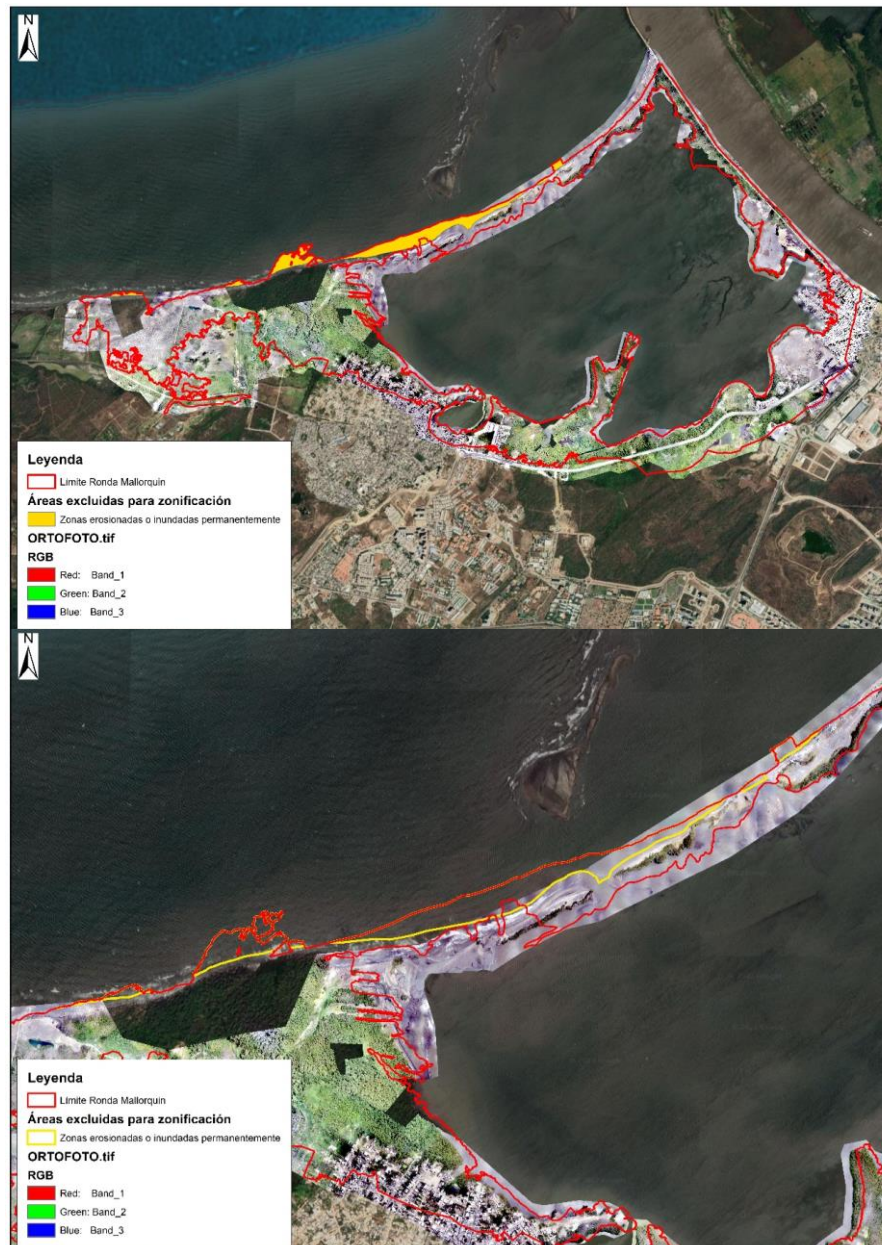 N
Leyenda
Límite Ronda Mallorquin
Áreas excluidas para zonificación
Zonas erosionadas o inundadas permanentemente
ORTOFOTO.tif
RGB
Red: Band_1
Green: Band_2
Blue: Band_3
N
Leyenda
Límite Ronda Mallorquin
Áreas excluidas para zonificación
Zonas erosionadas o inundadas permanentemente
ORTOFOTO.tif
RGB
Red: Band_1
Green: Band_2
Blue: Band_3